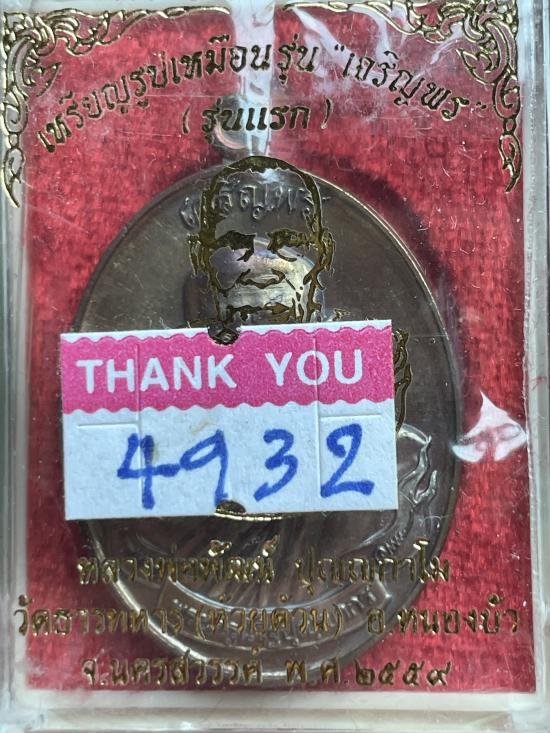 เหรียญรูปเหมือน รุ่น "เจริญพร"
(รุ่นแรก)
เจริญพร
THANK YOU
4932
หลวงพ่อพัฒน์ ปุญญกาโม
วัดธารทหาร (ห้วยด้วน) อ.หนองบัว
จ.นครสวรรค์ พ.ศ.๒๕๕๙